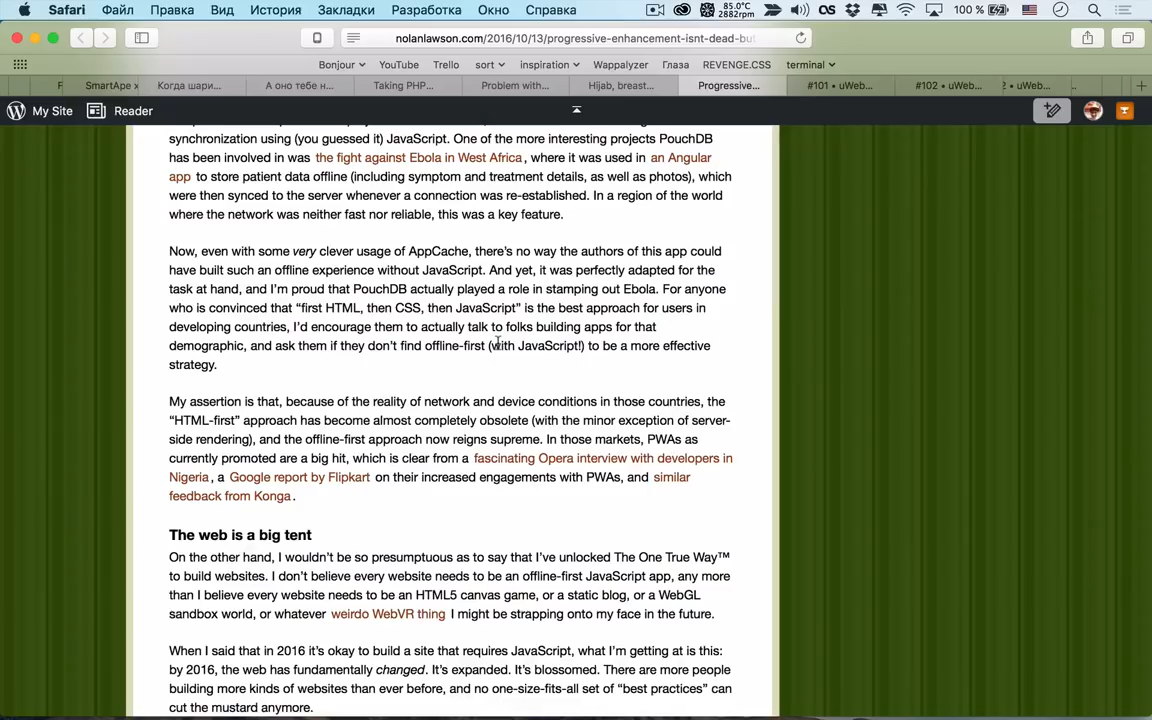 Safari Файл Правка Вид История Закладки Разработка Окно Справка 85.0°C 2882rpm 100 %
nolanlawson.com/2016/10/13/progressive-enhancement-isnt-dead-but
Bonjour YouTube Trello sort inspiration Wappalyzer Глаза REVENGE.CSS terminal
F SmartApe Когда шари... А оно тебе н... Taking PHP... Problem with... Hijab, breast... Progressive... #101 — uWeb... #102 — uWeb... — uWeb...
My Site Reader
synchronization using (you guessed it) JavaScript. One of the more interesting projects PouchDB
has been involved in was the fight against Ebola in West Africa, where it was used in an Angular
app to store patient data offline (including symptom and treatment details, as well as photos), which
were then synced to the server whenever a connection was re-established. In a region of the world
where the network was neither fast nor reliable, this was a key feature.
Now, even with some very clever usage of AppCache, there's no way the authors of this app could
have built such an offline experience without JavaScript. And yet, it was perfectly adapted for the
task at hand, and I'm proud that PouchDB actually played a role in stamping out Ebola. For anyone
who is convinced that “first HTML, then CSS, then JavaScript” is the best approach for users in
developing countries, I'd encourage them to actually talk to folks building apps for that
demographic, and ask them if they don't find offline-first (with JavaScript!) to be a more effective
strategy.
My assertion is that, because of the reality of network and device conditions in those countries, the
“HTML-first” approach has become almost completely obsolete (with the minor exception of server-
side rendering), and the offline-first approach now reigns supreme. In those markets, PWAs as
currently promoted are a big hit, which is clear from a fascinating Opera interview with developers in
Nigeria, a Google report by Flipkart on their increased engagements with PWAs, and similar
feedback from Konga.
The web is a big tent
On the other hand, I wouldn't be so presumptuous as to say that I've unlocked The One True Way™
to build websites. I don't believe every website needs to be an offline-first JavaScript app, any more
than I believe every website needs to be an HTML5 canvas game, or a static blog, or a WebGL
sandbox world, or whatever weirdo WebVR thing I might be strapping onto my face in the future.
When I said that in 2016 it's okay to build a site that requires JavaScript, what I'm getting at is this:
by 2016, the web has fundamentally changed. It's expanded. It's blossomed. There are more people
building more kinds of websites than ever before, and no one-size-fits-all set of “best practices” can
cut the mustard anymore.